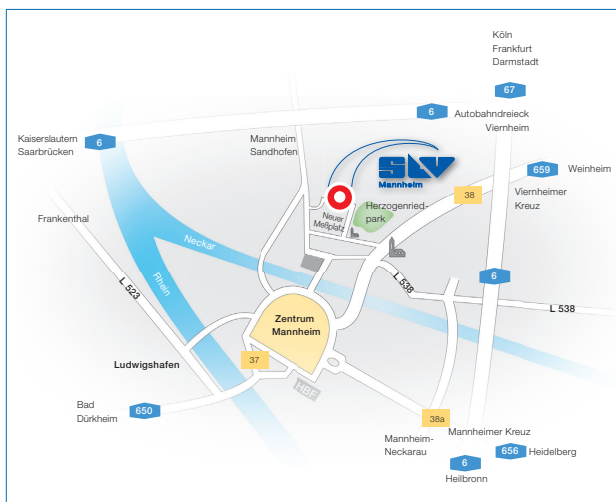 Köln
Frankfurt
Darmstadt
67
6
Autobahndreieck
Viernheim
Kaiserslautern
Saarbrücken
6
Mannheim
Sandhofen
SLV
Mannheim
659
Weinheim
38
Viernheimer
Kreuz
Herzogenried-
park
Neuer
Meßplatz
Frankenthal
Neckar
Rhein
L 523
6
L 538
L 538
Zentrum
Mannheim
Ludwigshafen
37
HBF
Bad
Dürkheim
650
38a
Mannheimer Kreuz
Mannheim-
Neckarau
656
Heidelberg
6
Heilbronn